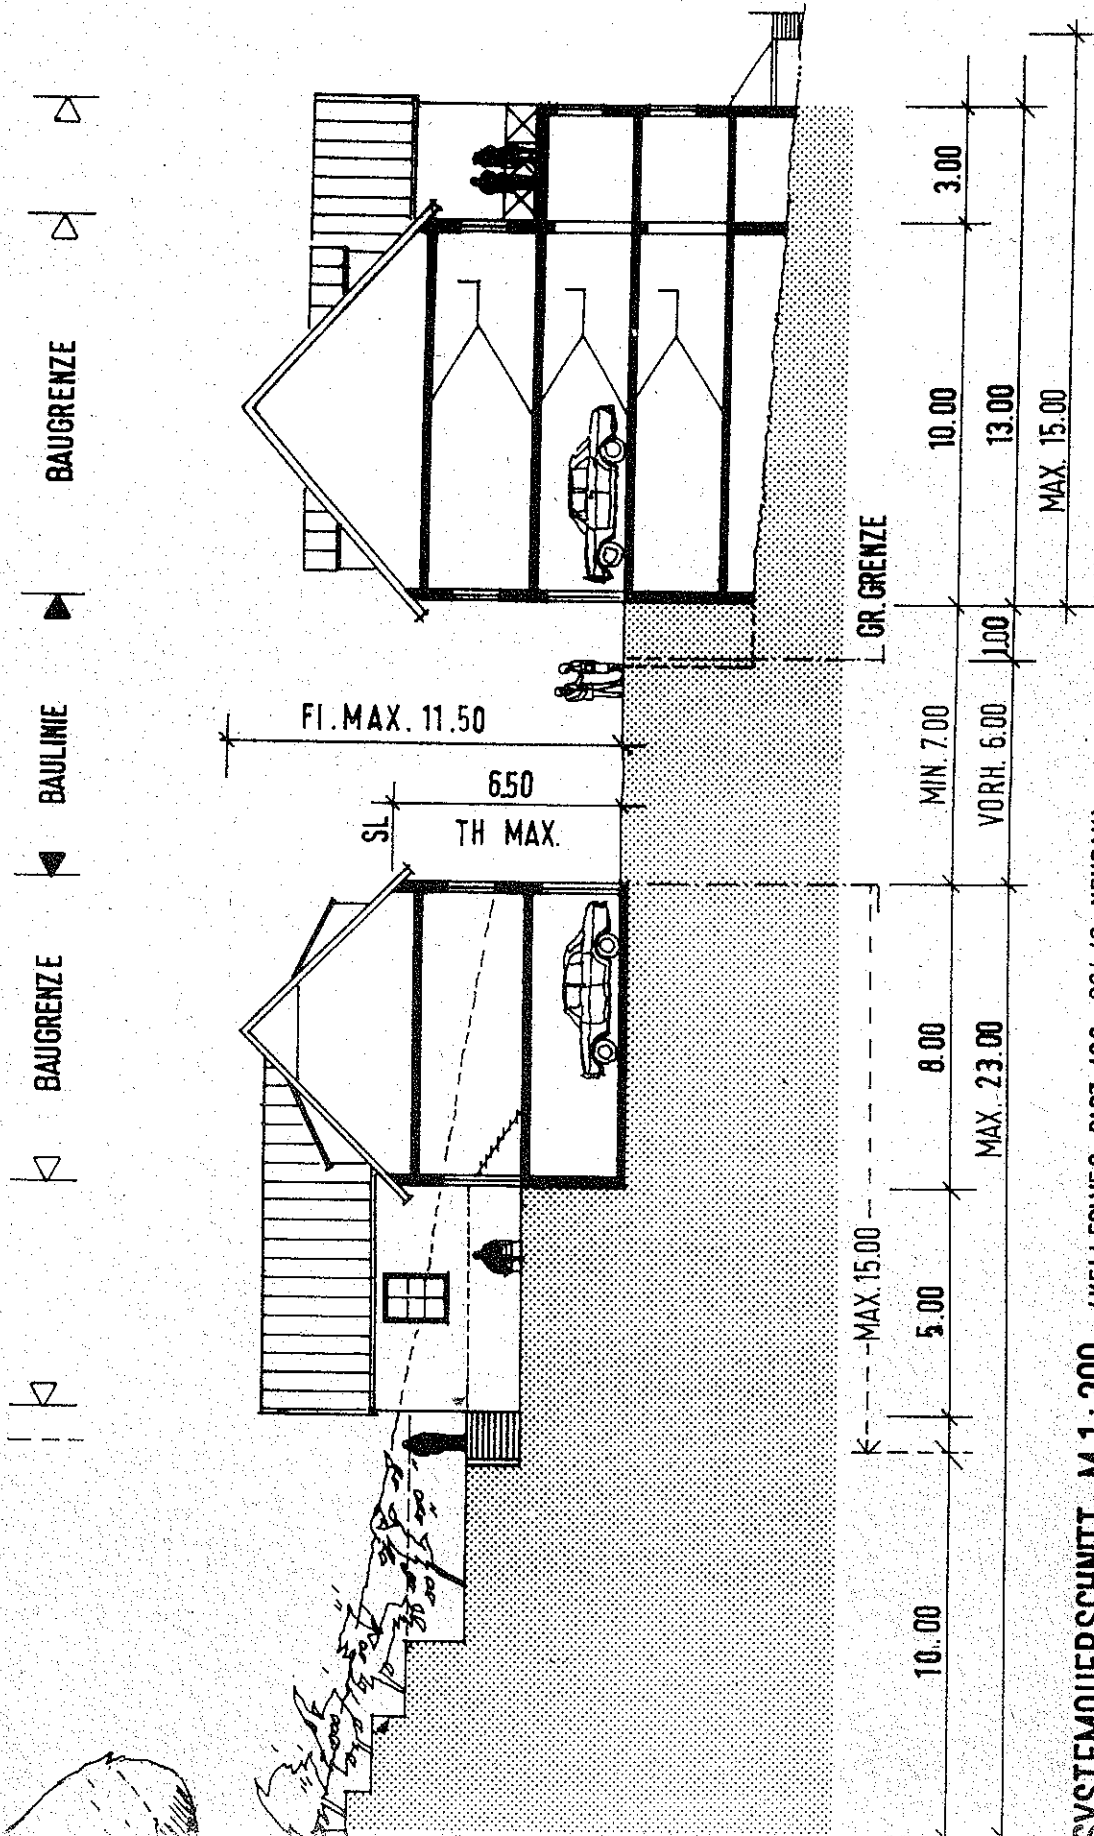 BAUGRENZE
BAULINIE
BAUGRENZE
FI. MAX. 11.50
SL
6.50
TH MAX.
GR. GRENZE
MAX. 15.00
10.00
5.00
8.00
MIN. 7.00
10.00
3.00
MAX. 23.00
VORH. 6.00
1.00
13.00
MAX. 15.00
SYSTEMQUERSCHNITT M 1:200